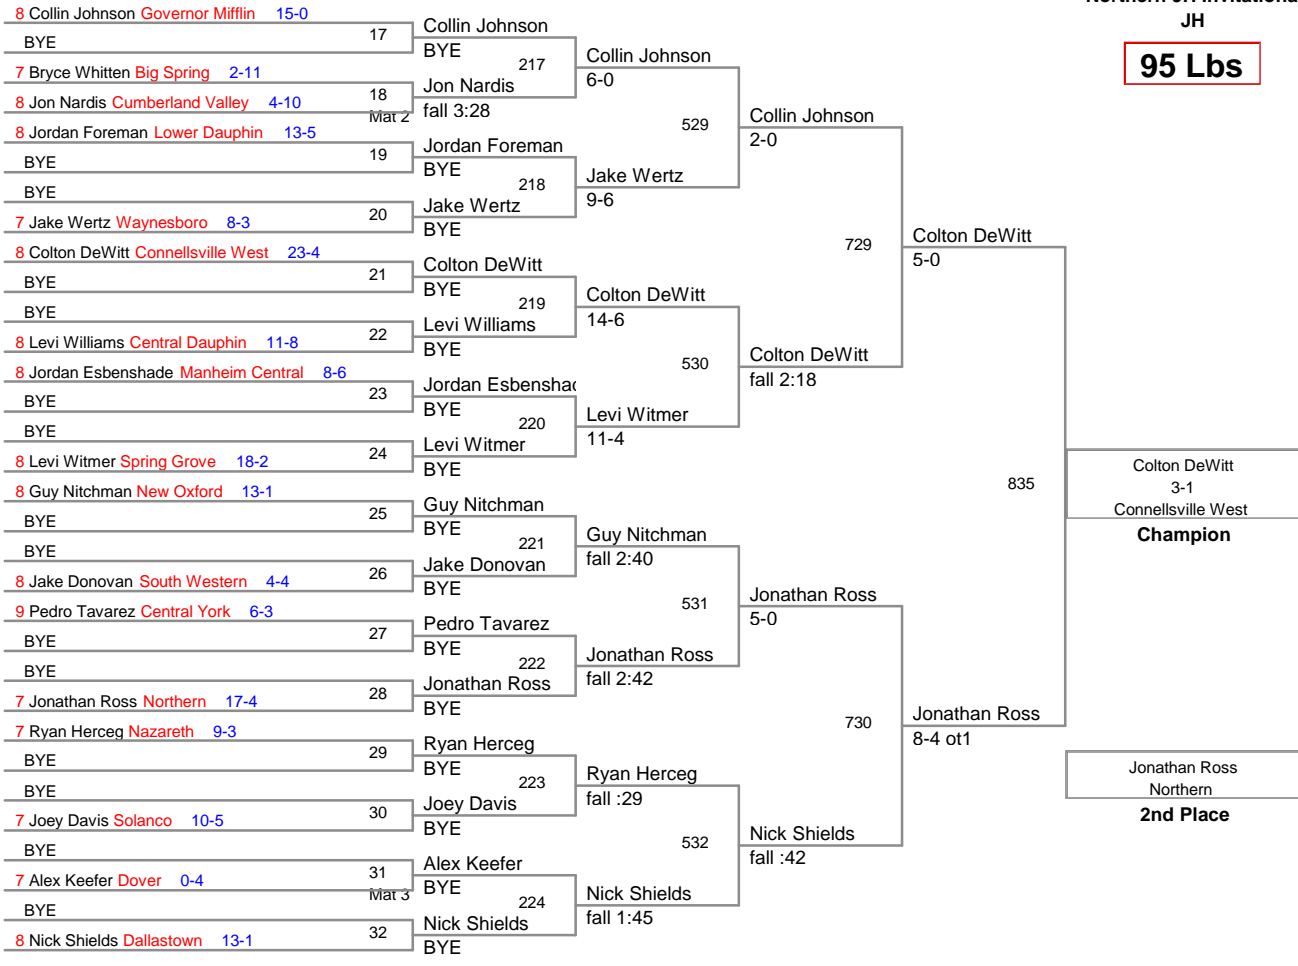 Northern JH Invitational
JH
95 Lbs
8 Collin Johnson Governor Mifflin 15-0
BYE
17
7 Bryce Whitten Big Spring 2-11
8 Jon Nardis Cumberland Valley 4-10
18
Mat 2
8 Jordan Foreman Lower Dauphin 13-5
BYE
19
BYE
7 Jake Wertz Waynesboro 8-3
20
8 Colton DeWitt Connellsville West 23-4
BYE
21
BYE
8 Levi Williams Central Dauphin 11-8
22
8 Jordan Esbenshade Manheim Central 8-6
BYE
23
BYE
8 Levi Witmer Spring Grove 18-2
24
8 Guy Nitchman New Oxford 13-1
BYE
25
BYE
8 Jake Donovan South Western 4-4
26
9 Pedro Tavarez Central York 6-3
BYE
27
BYE
7 Jonathan Ross Northern 17-4
28
7 Ryan Herceg Nazareth 9-3
BYE
29
BYE
7 Joey Davis Solanco 10-5
30
BYE
7 Alex Keefer Dover 0-4
31
Mat 3
BYE
8 Nick Shields Dallastown 13-1
32
Collin Johnson
BYE
217
Jon Nardis
fall 3:28
Jordan Foreman
BYE
218
Jake Wertz
BYE
Colton DeWitt
BYE
219
Levi Williams
BYE
Jordan Esbenshad
BYE
220
Levi Witmer
BYE
Guy Nitchman
BYE
221
Jake Donovan
BYE
Pedro Tavarez
BYE
222
Jonathan Ross
BYE
Ryan Herceg
BYE
223
Joey Davis
BYE
Alex Keefer
BYE
224
Nick Shields
BYE
Collin Johnson
6-0
529
Jake Wertz
9-6
Colton DeWitt
14-6
530
Levi Witmer
11-4
Guy Nitchman
fall 2:40
531
Jonathan Ross
fall 2:42
Ryan Herceg
fall :29
532
Nick Shields
fall 1:45
Collin Johnson
2-0
729
Colton DeWitt
fall 2:18
Jonathan Ross
5-0
730
Nick Shields
fall :42
Colton DeWitt
5-0
835
Jonathan Ross
8-4 ot1
Colton DeWitt
3-1
Connellsville West
Champion
Jonathan Ross
Northern
2nd Place